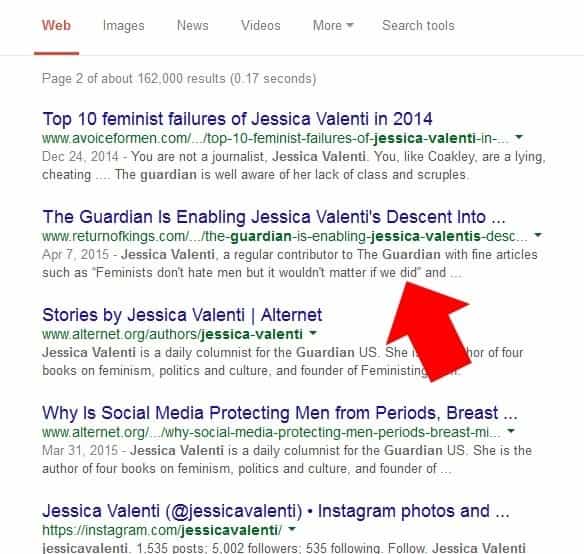 Web Images News Videos More Search tools
Page 2 of about 162,000 results (0.17 seconds)
Top 10 feminist failures of Jessica Valenti in 2014
www.avoiceformen.com/.../top-10-feminist-failures-of-jessica-valenti-in-...
Dec 24, 2014 - You are not a journalist, Jessica Valenti. You, like Coakley, are a lying,
cheating .... The guardian is well aware of her lack of class and scruples.
The Guardian Is Enabling Jessica Valenti's Descent Into ...
www.returnofkings.com/.../the-guardian-is-enabling-jessica-valentis-desc...
Apr 7, 2015 - Jessica Valenti, a regular contributor to The Guardian with fine articles
such as “Feminists don't hate men but it wouldn't matter if we did” and ...
Stories by Jessica Valenti | Alternet
www.alternet.org/authors/jessica-valenti
Jessica Valenti is a daily columnist for the Guardian US. She of four
books on feminism, politics and culture, and founder of
Why Is Social Media Protecting Men from Periods, Breast ...
www.alternet.org/.../why-social-media-protecting-men-periods-breast-mi...
Mar 31, 2015 - Jessica Valenti is a daily columnist for the Guardian US. She is the
author of four books on feminism, politics and culture, and founder of ...
Jessica Valenti (@jessicavalenti) • Instagram photos and ...
https://instagram.com/jessicavalenti/
jessicavalenti. 1,535 posts; 5,002 followers; 535 following. Follow. Jessica Valenti